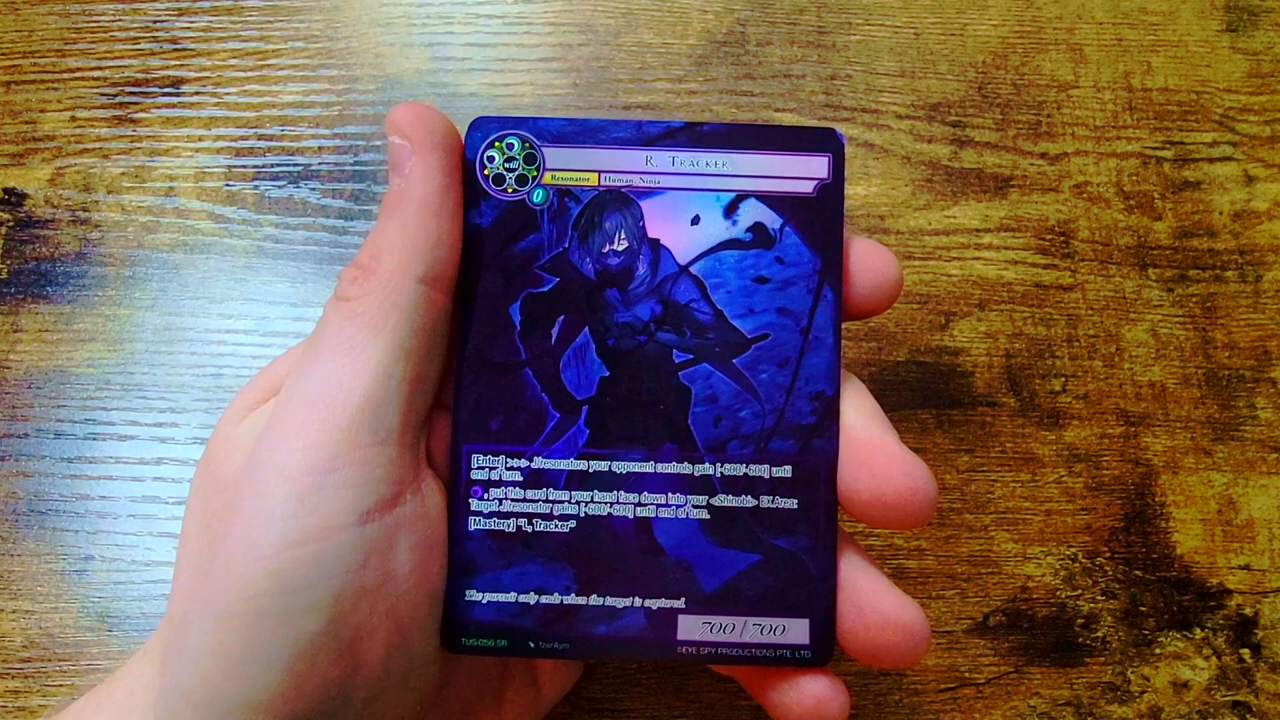 R, Tracker
will
Resonator Human, Ninja
0
[Enter] >>> J/resonators your opponent controls gain [-600/-600] until
end of turn.
, put this card from your hand face down into your <Shinobi> EX Area:
Target J/resonator gains [-600/-600] until end of turn.
[Mastery] "L, Tracker"
The pursuit only ends when the target is captured.
700/700
TUS-056 SR
©EYE SPY PRODUCTIONS PTE. LTD.